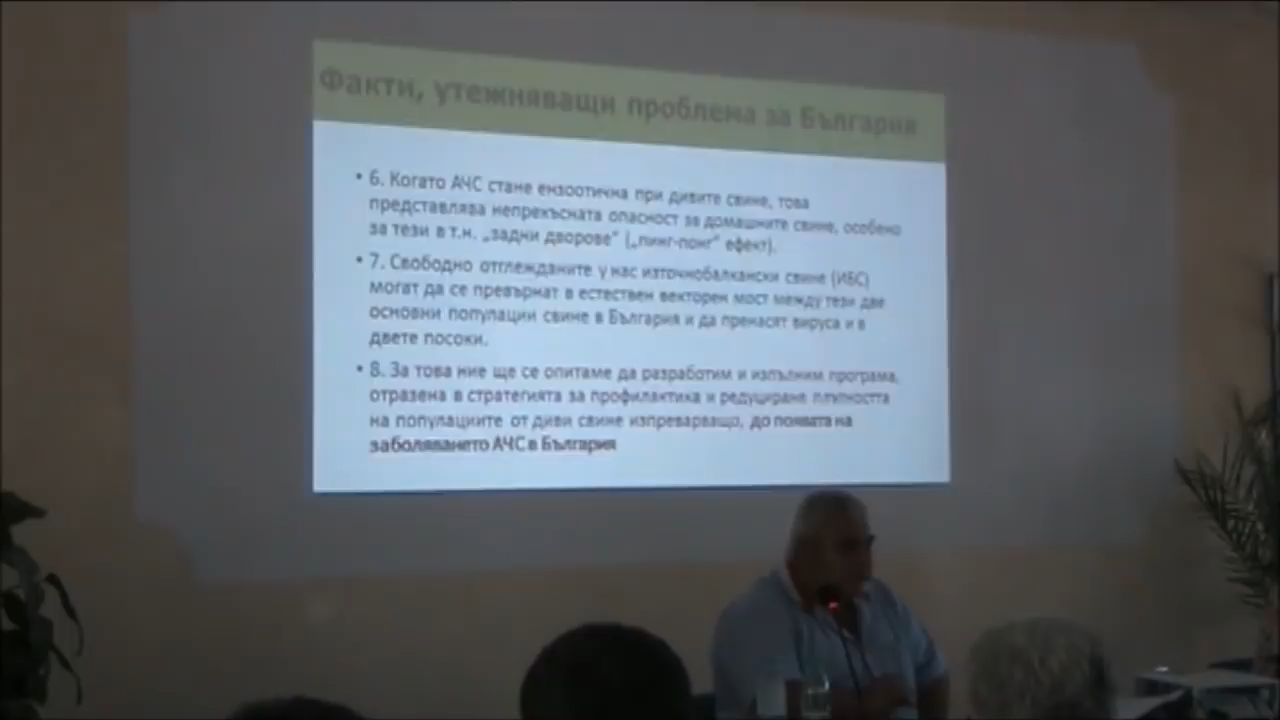 Факти, утежняващи проблема за България
• 6. Когато АЧС стане ензоотична при дивите свине, това
представлява непрекъсната опасност за домашните свине, особено
за тези в т.н. „задни дворове“ („пинг-понг“ ефект).
• 7. Свободно отглежданите у нас източнобалкански свине (ИБС)
могат да се превърнат в естествен векторен мост между тези две
основни популации свине в България и да пренасят вируса и в
двете посоки.
• 8. За това ние ще се опитаме да разработим и изпълним програма,
отразена в стратегията за профилактика и редуциране плътността
на популациите от диви свине изпреварващо, до появата на
заболяването АЧС в България